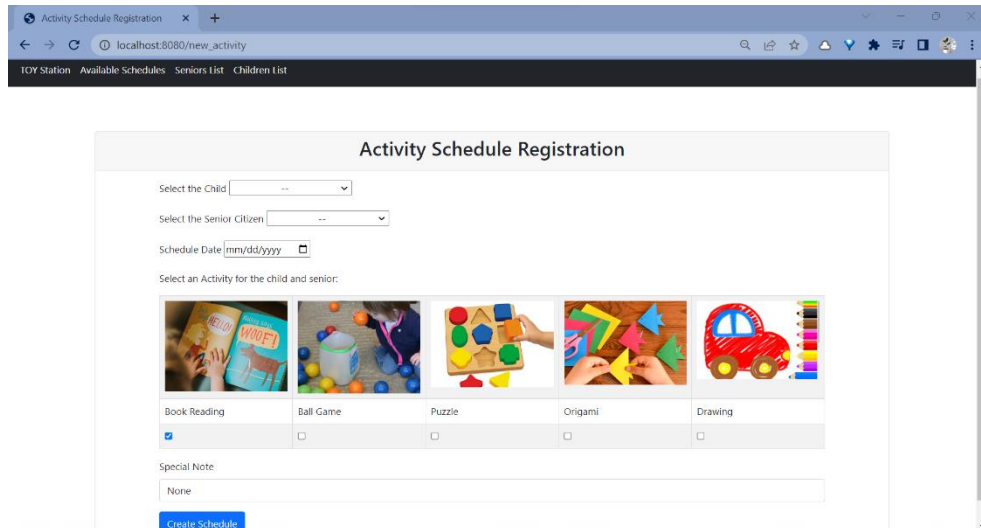 Activity Schedule Registration
localhost:8080/new_activity
TOY Station Available Schedules Seniors List Children List
Activity Schedule Registration
Select the Child --
Select the Senior Citizen --
Schedule Date mm/dd/yyyy
Select an Activity for the child and senior:
HELLO! WOOF!
Book Reading Ball Game Puzzle Origami Drawing
Special Note
None
Create Schedule